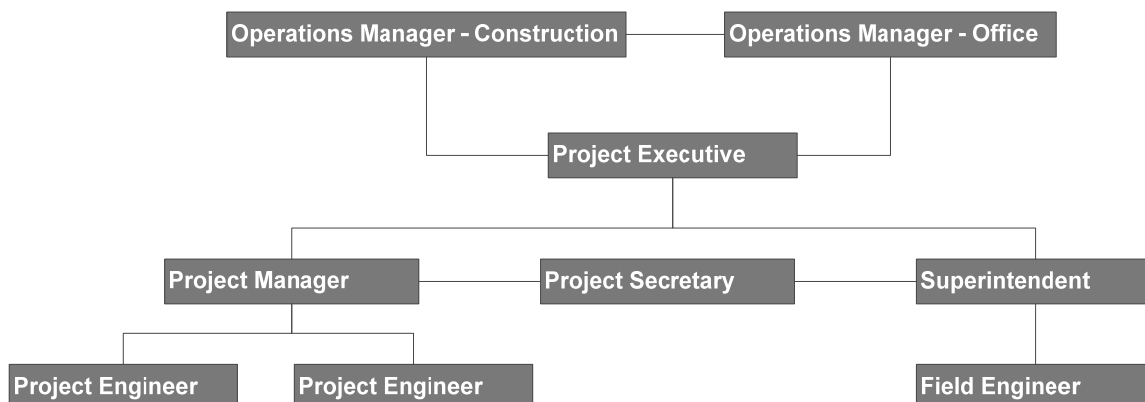 Operations Manager - Construction
Operations Manager - Office
Project Executive
Project Manager
Project Secretary
Superintendent
Project Engineer
Project Engineer
Field Engineer